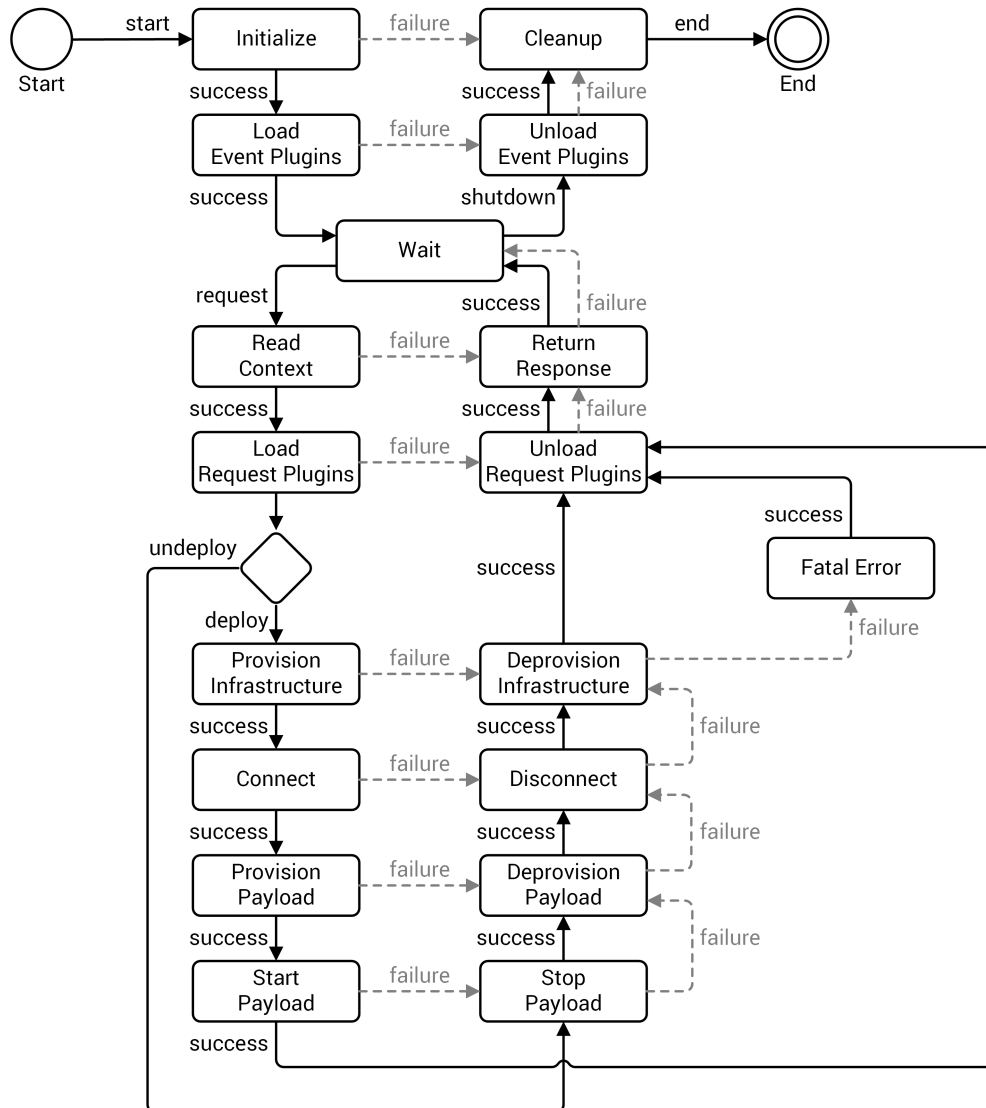 start
Initialize
failure
Cleanup
end
Start
End
success
success
failure
Load
Event Plugins
failure
Unload
Event Plugins
success
shutdown
Wait
request
success
failure
Read
Context
failure
Return
Response
success
success
failure
Load
Request Plugins
failure
Unload
Request Plugins
success
undeploy
success
Fatal Error
deploy
failure
Provision
Infrastructure
failure
Deprovision
Infrastructure
success
success
failure
Connect
failure
Disconnect
success
success
failure
Provision
Payload
failure
Deprovision
Payload
success
success
failure
Start
Payload
failure
Stop
Payload
success